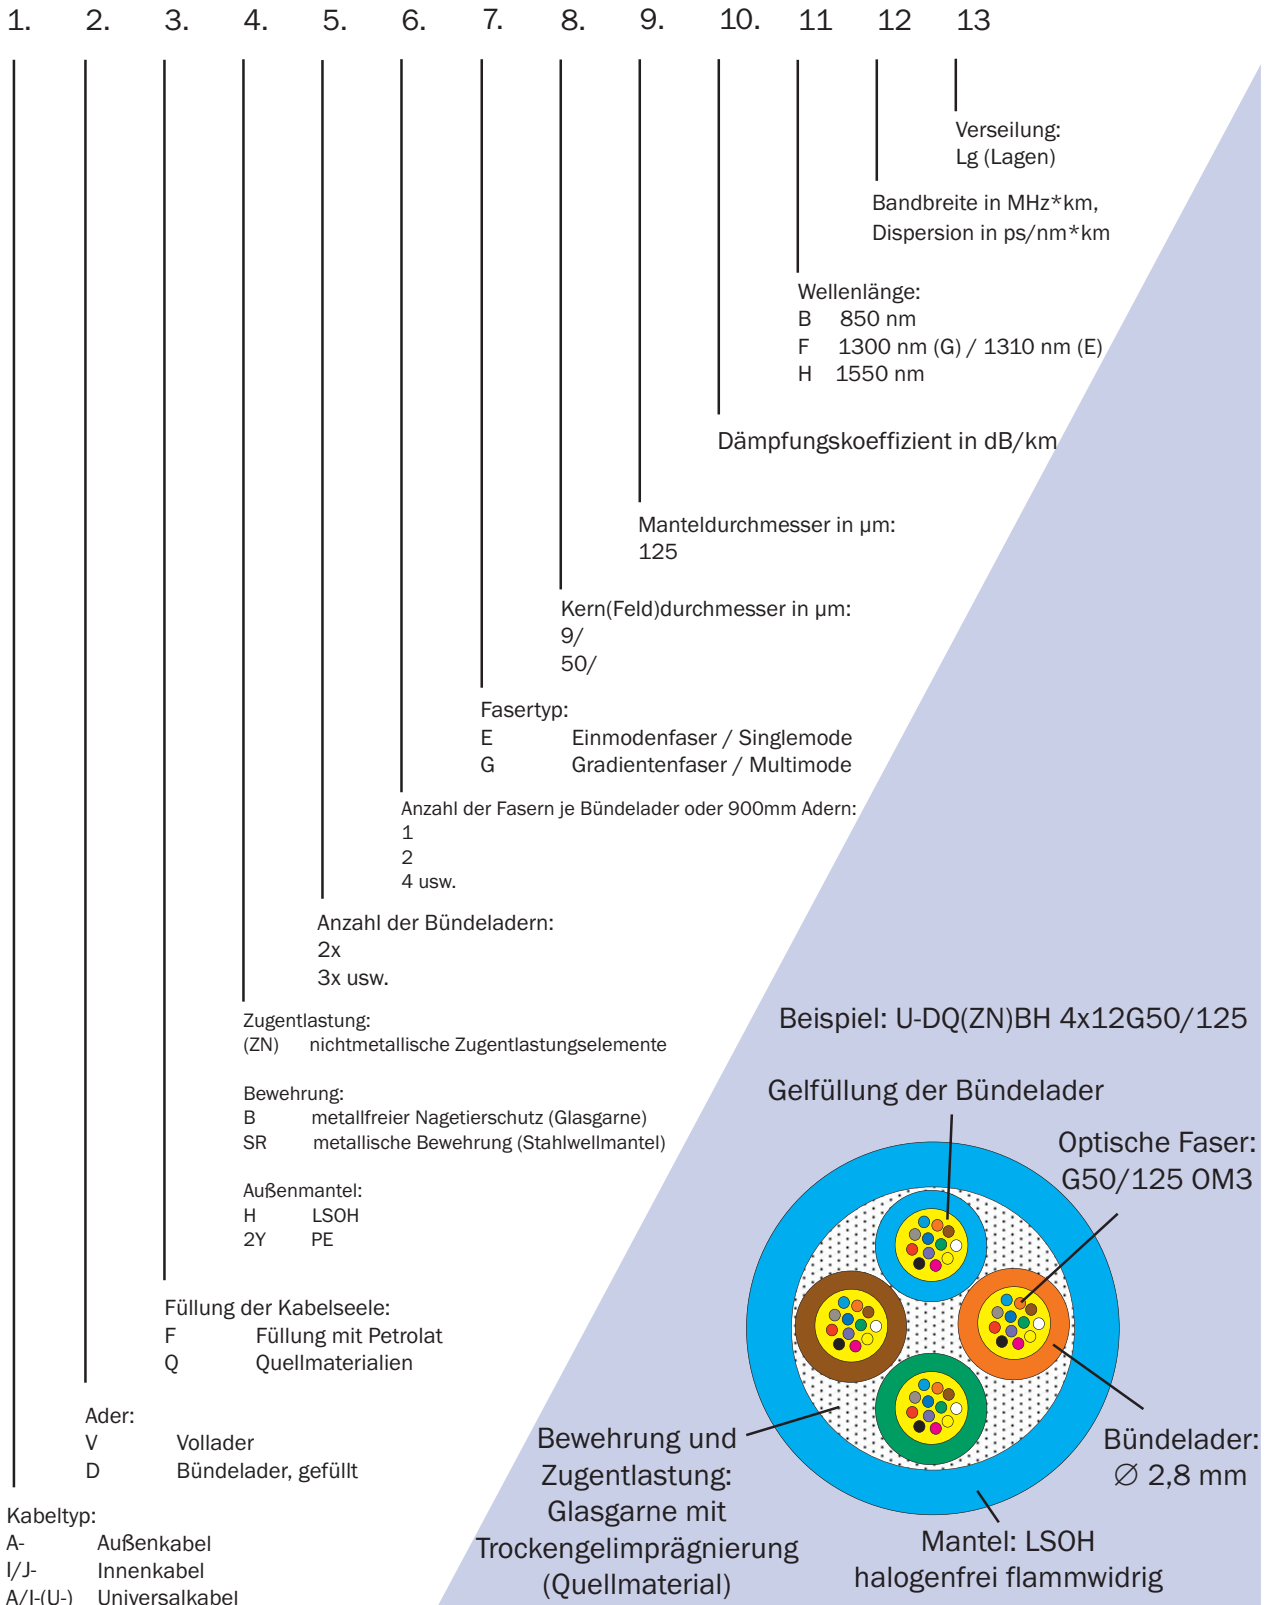 1. 2. 3. 4. 5. 6. 7. 8. 9. 10. 11 12 13
Verseilung:
Lg (Lagen)
Bandbreite in MHz*km,
Dispersion in ps/nm*km
Wellenlänge:
B 850 nm
F 1300 nm (G) / 1310 nm (E)
H 1550 nm
Dämpfungskoeffizient in dB/km
Manteldurchmesser in µm:
125
Kern(Feld)durchmesser in µm:
9/
50/
Fasertyp:
E Einmodenfaser / Singlemode
G Gradientenfaser / Multimode
Anzahl der Fasern je Bündelader oder 900mm Adern:
1
2
4 usw.
Anzahl der Bündeladern:
2x
3x usw.
Zugentlastung:
(ZN) nichtmetallische Zugentlastungselemente
Bewehrung:
B metallfreier Nagetierschutz (Glasgarne)
SR metallische Bewehrung (Stahlwellmantel)
Außenmantel:
H LSOH
2Y PE
Füllung der Kabelseele:
F Füllung mit Petrolat
Q Quellmaterialien
Ader:
V Vollader
D Bündelader, gefüllt
Kabeltyp:
A- Außenkabel
I/J- Innenkabel
A/I-(U-) Universalkabel
Beispiel: U-DQ(ZN)BH 4x12G50/125
Gelfüllung der Bündelader
Optische Faser:
G50/125 OM3
Bündelader:
∅ 2,8 mm
Bewehrung und
Zugentlastung:
Glasgarne mit
Trockengelimprägnierung
(Quellmaterial)
Mantel: LSOH
halogenfrei flammwidrig